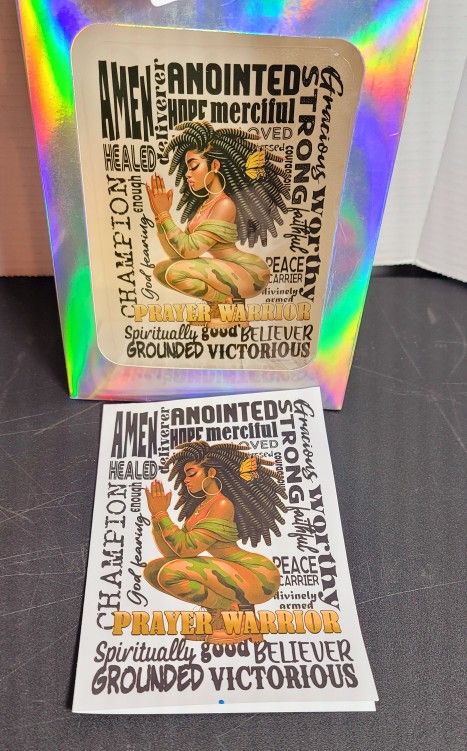 AMEN
deliverer
ANOINTED
HOPE merciful
Gracious
STRONG
HEALED
courageous
CHAMPION
enough
God fearing
Worthy
faithful
PEACE
CARRIER
divinely
armed
PRAYER WARRIOR
Spiritually good BELIEVER
GROUNDED VICTORIOUS
AMEN
deliverer
ANOINTED
HOPE merciful
Gracious
STRONG
HEALED
courageous
CHAMPION
enough
God fearing
Worthy
faithful
PEACE
CARRIER
divinely
armed
PRAYER WARRIOR
Spiritually good BELIEVER
GROUNDED VICTORIOUS